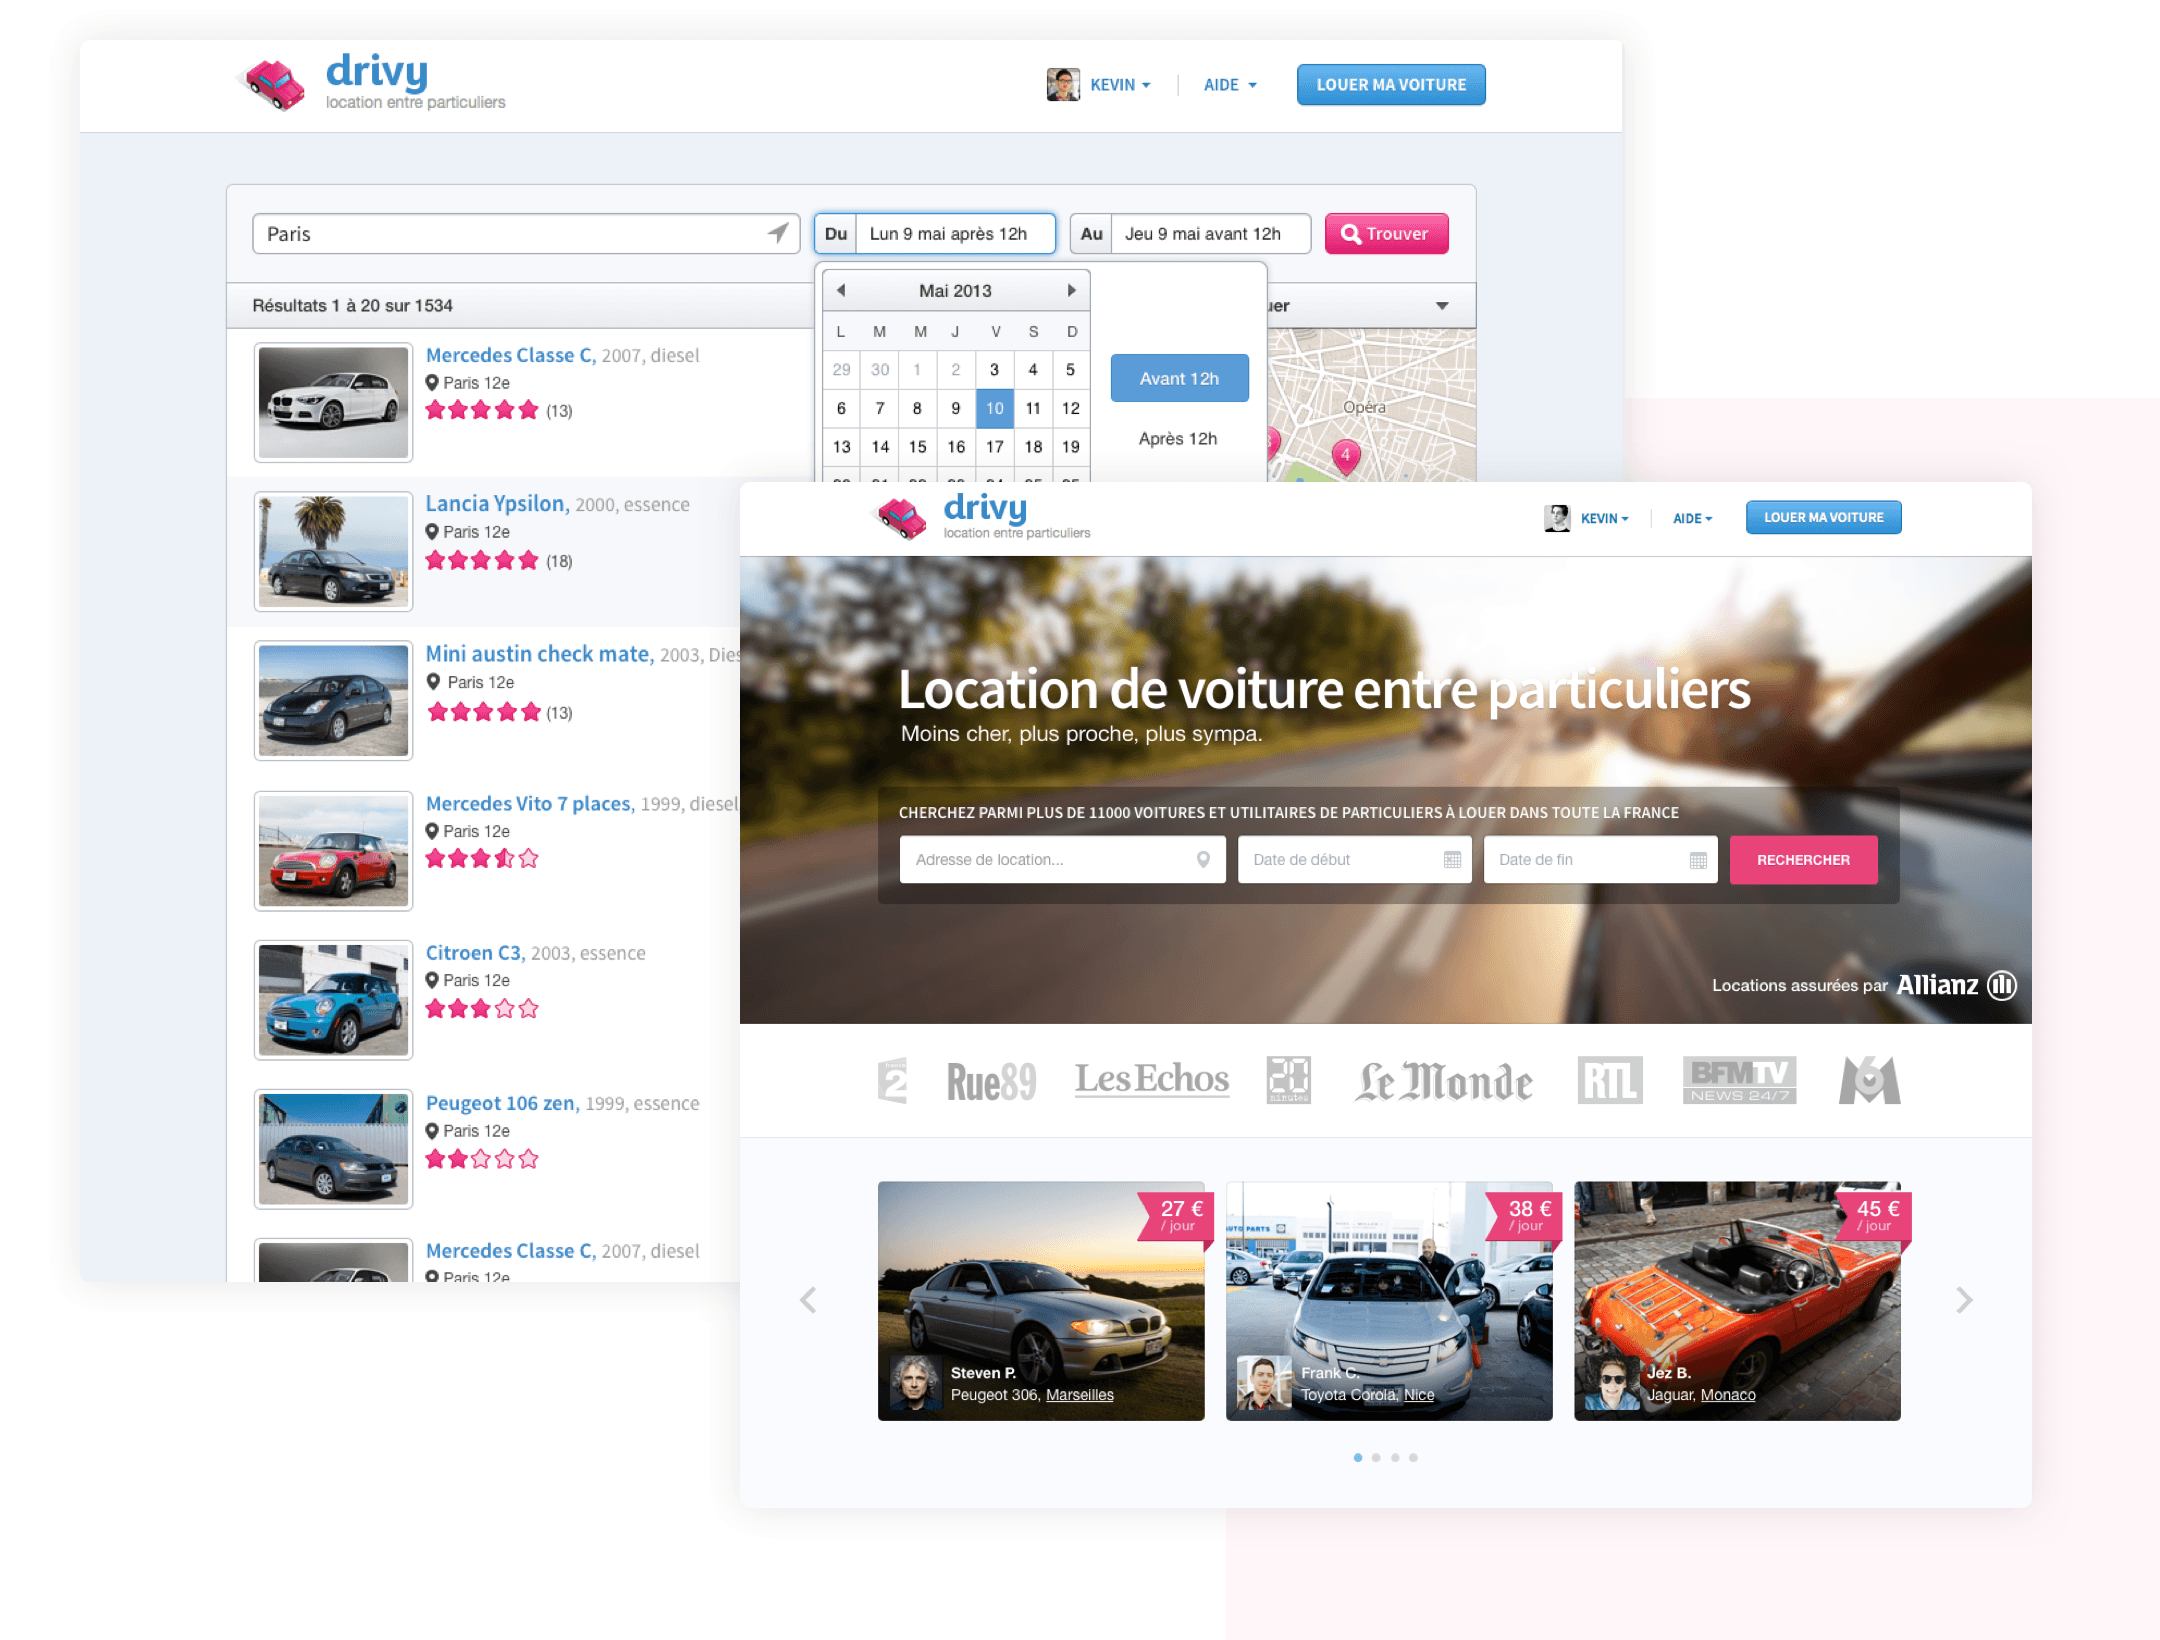 drivy
location entre particuliers
KEVIN
AIDE
LOUER MA VOITURE
Paris
Du
Lun 9 mai après 12h
Au
Jeu 9 mai avant 12h
Trouver
Résultats 1 à 20 sur 1534
Mai 2013
L M M J V S D
29 30 1 2 3 4 5
6 7 8 9 10 11 12
13 14 15 16 17 18 19
Avant 12h
Après 12h
Opéra
4
Mercedes Classe C, 2007, diesel
Paris 12e
(13)
Lancia Ypsilon, 2000, essence
Paris 12e
(18)
Mini austin check mate, 2003, Dies
Paris 12e
(13)
Mercedes Vito 7 places, 1999, diesel
Paris 12e
Citroen C3, 2003, essence
Paris 12e
Peugeot 106 zen, 1999, essence
Paris 12e
Mercedes Classe C, 2007, diesel
Paris 12e
drivy
location entre particuliers
KEVIN
AIDE
LOUER MA VOITURE
Location de voiture entre particuliers
Moins cher, plus proche, plus sympa.
CHERCHEZ PARMI PLUS DE 11000 VOITURES ET UTILITAIRES DE PARTICULIERS À LOUER DANS TOUTE LA FRANCE
Adresse de location...
Date de début
Date de fin
RECHERCHER
Locations assurées par Allianz
france 2
Rue89
Les Echos
20 minutes
Le Monde
RTL
BFMTV
NEWS 24/7
M6
27 €
/ jour
Steven P.
Peugeot 306, Marseilles
AUTO PARTS
38 €
/ jour
Frank C.
Toyota Corola, Nice
45 €
/ jour
Jez B.
Jaguar, Monaco